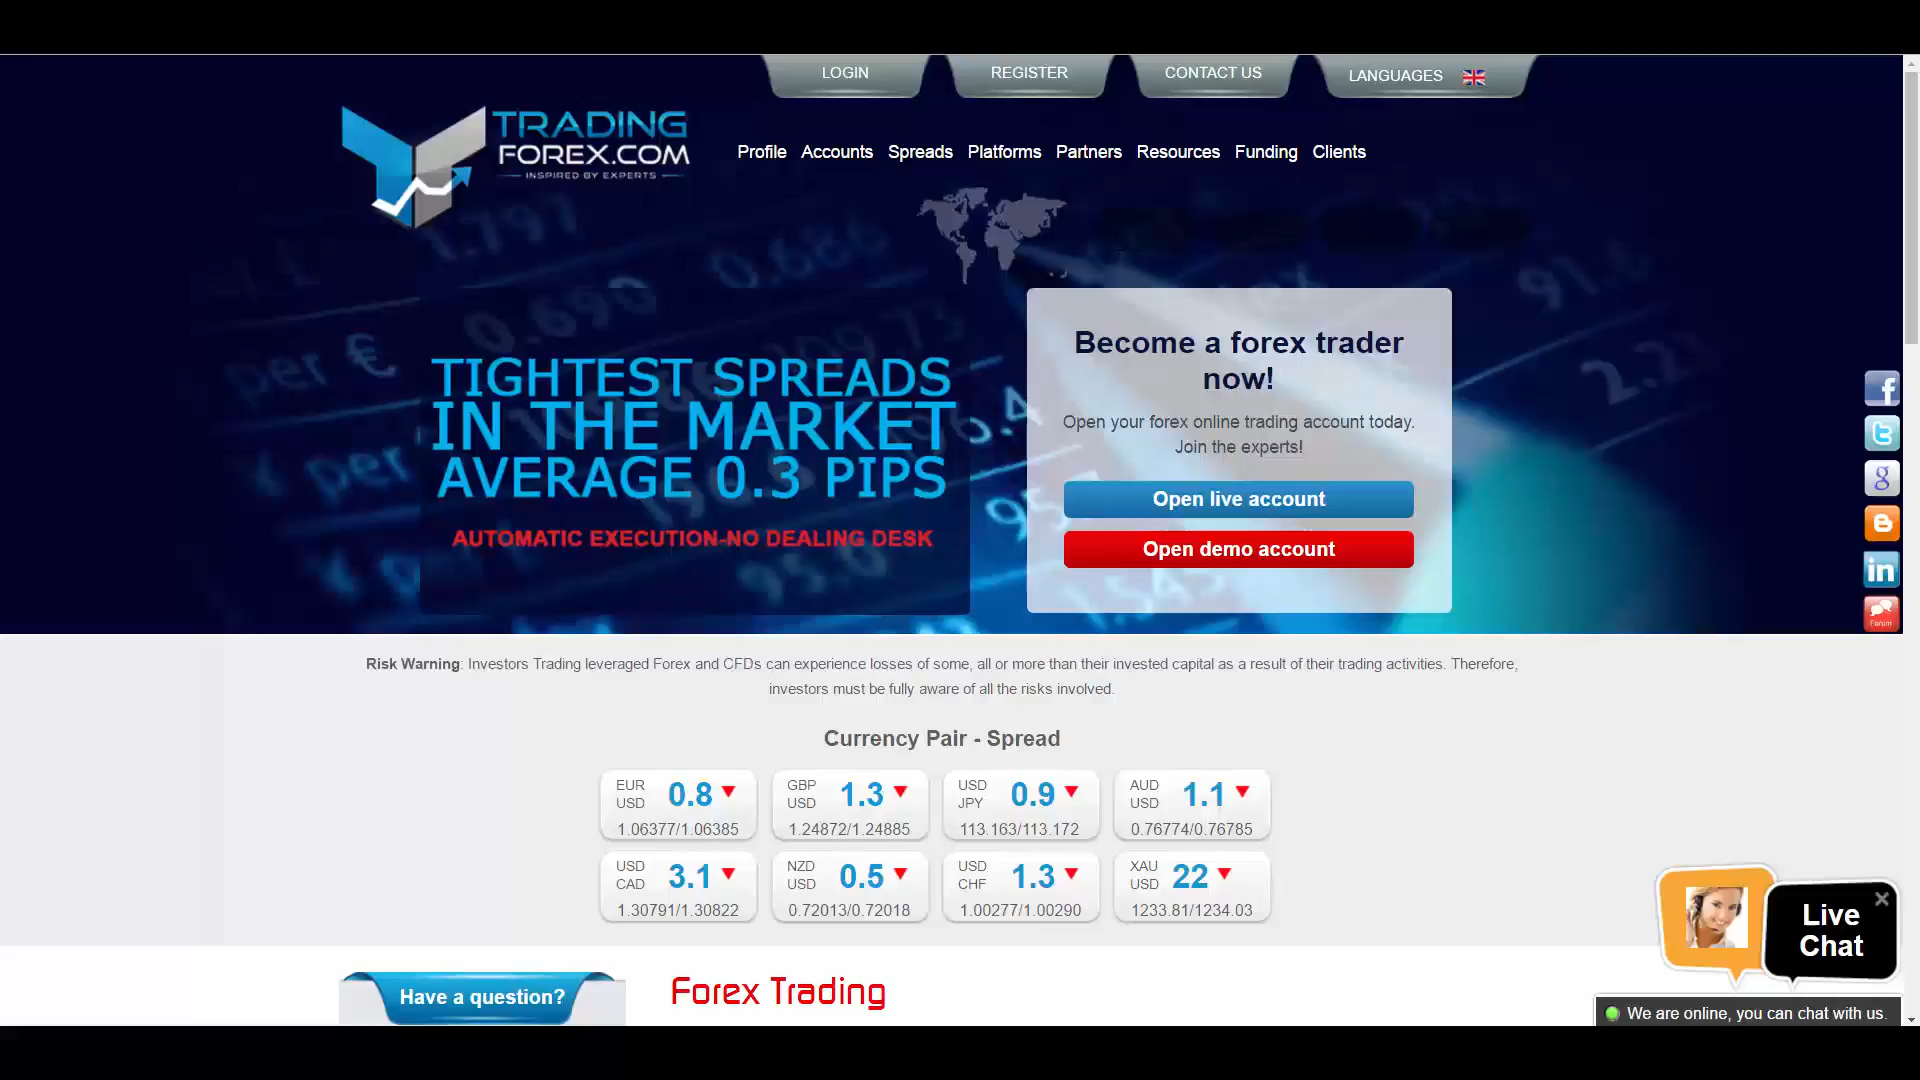 LOGIN
REGISTER
CONTACT US
LANGUAGES
TRADING
FOREX.COM
INSPIRED BY EXPERTS
Profile Accounts Spreads Platforms Partners Resources Funding Clients
TIGHTEST SPREADS
IN THE MARKET
AVERAGE 0.3 PIPS
AUTOMATIC EXECUTION-NO DEALING DESK
Become a forex trader
now!
Open your forex online trading account today.
Join the experts!
Open live account
Open demo account
Forum
Risk Warning: Investors Trading leveraged Forex and CFDs can experience losses of some, all or more than their invested capital as a result of their trading activities. Therefore,
investors must be fully aware of all the risks involved.
Currency Pair - Spread
EUR
USD
0.8
1.06377/1.06385
GBP
USD
1.3
1.24872/1.24885
USD
JPY
0.9
113.163/113.172
AUD
USD
1.1
0.76774/0.76785
USD
CAD
3.1
1.30791/1.30822
NZD
USD
0.5
0.72013/0.72018
USD
CHF
1.3
1.00277/1.00290
XAU
USD
22
1233.81/1234.03
Live
Chat
Have a question?
Forex Trading
We are online, you can chat with us.